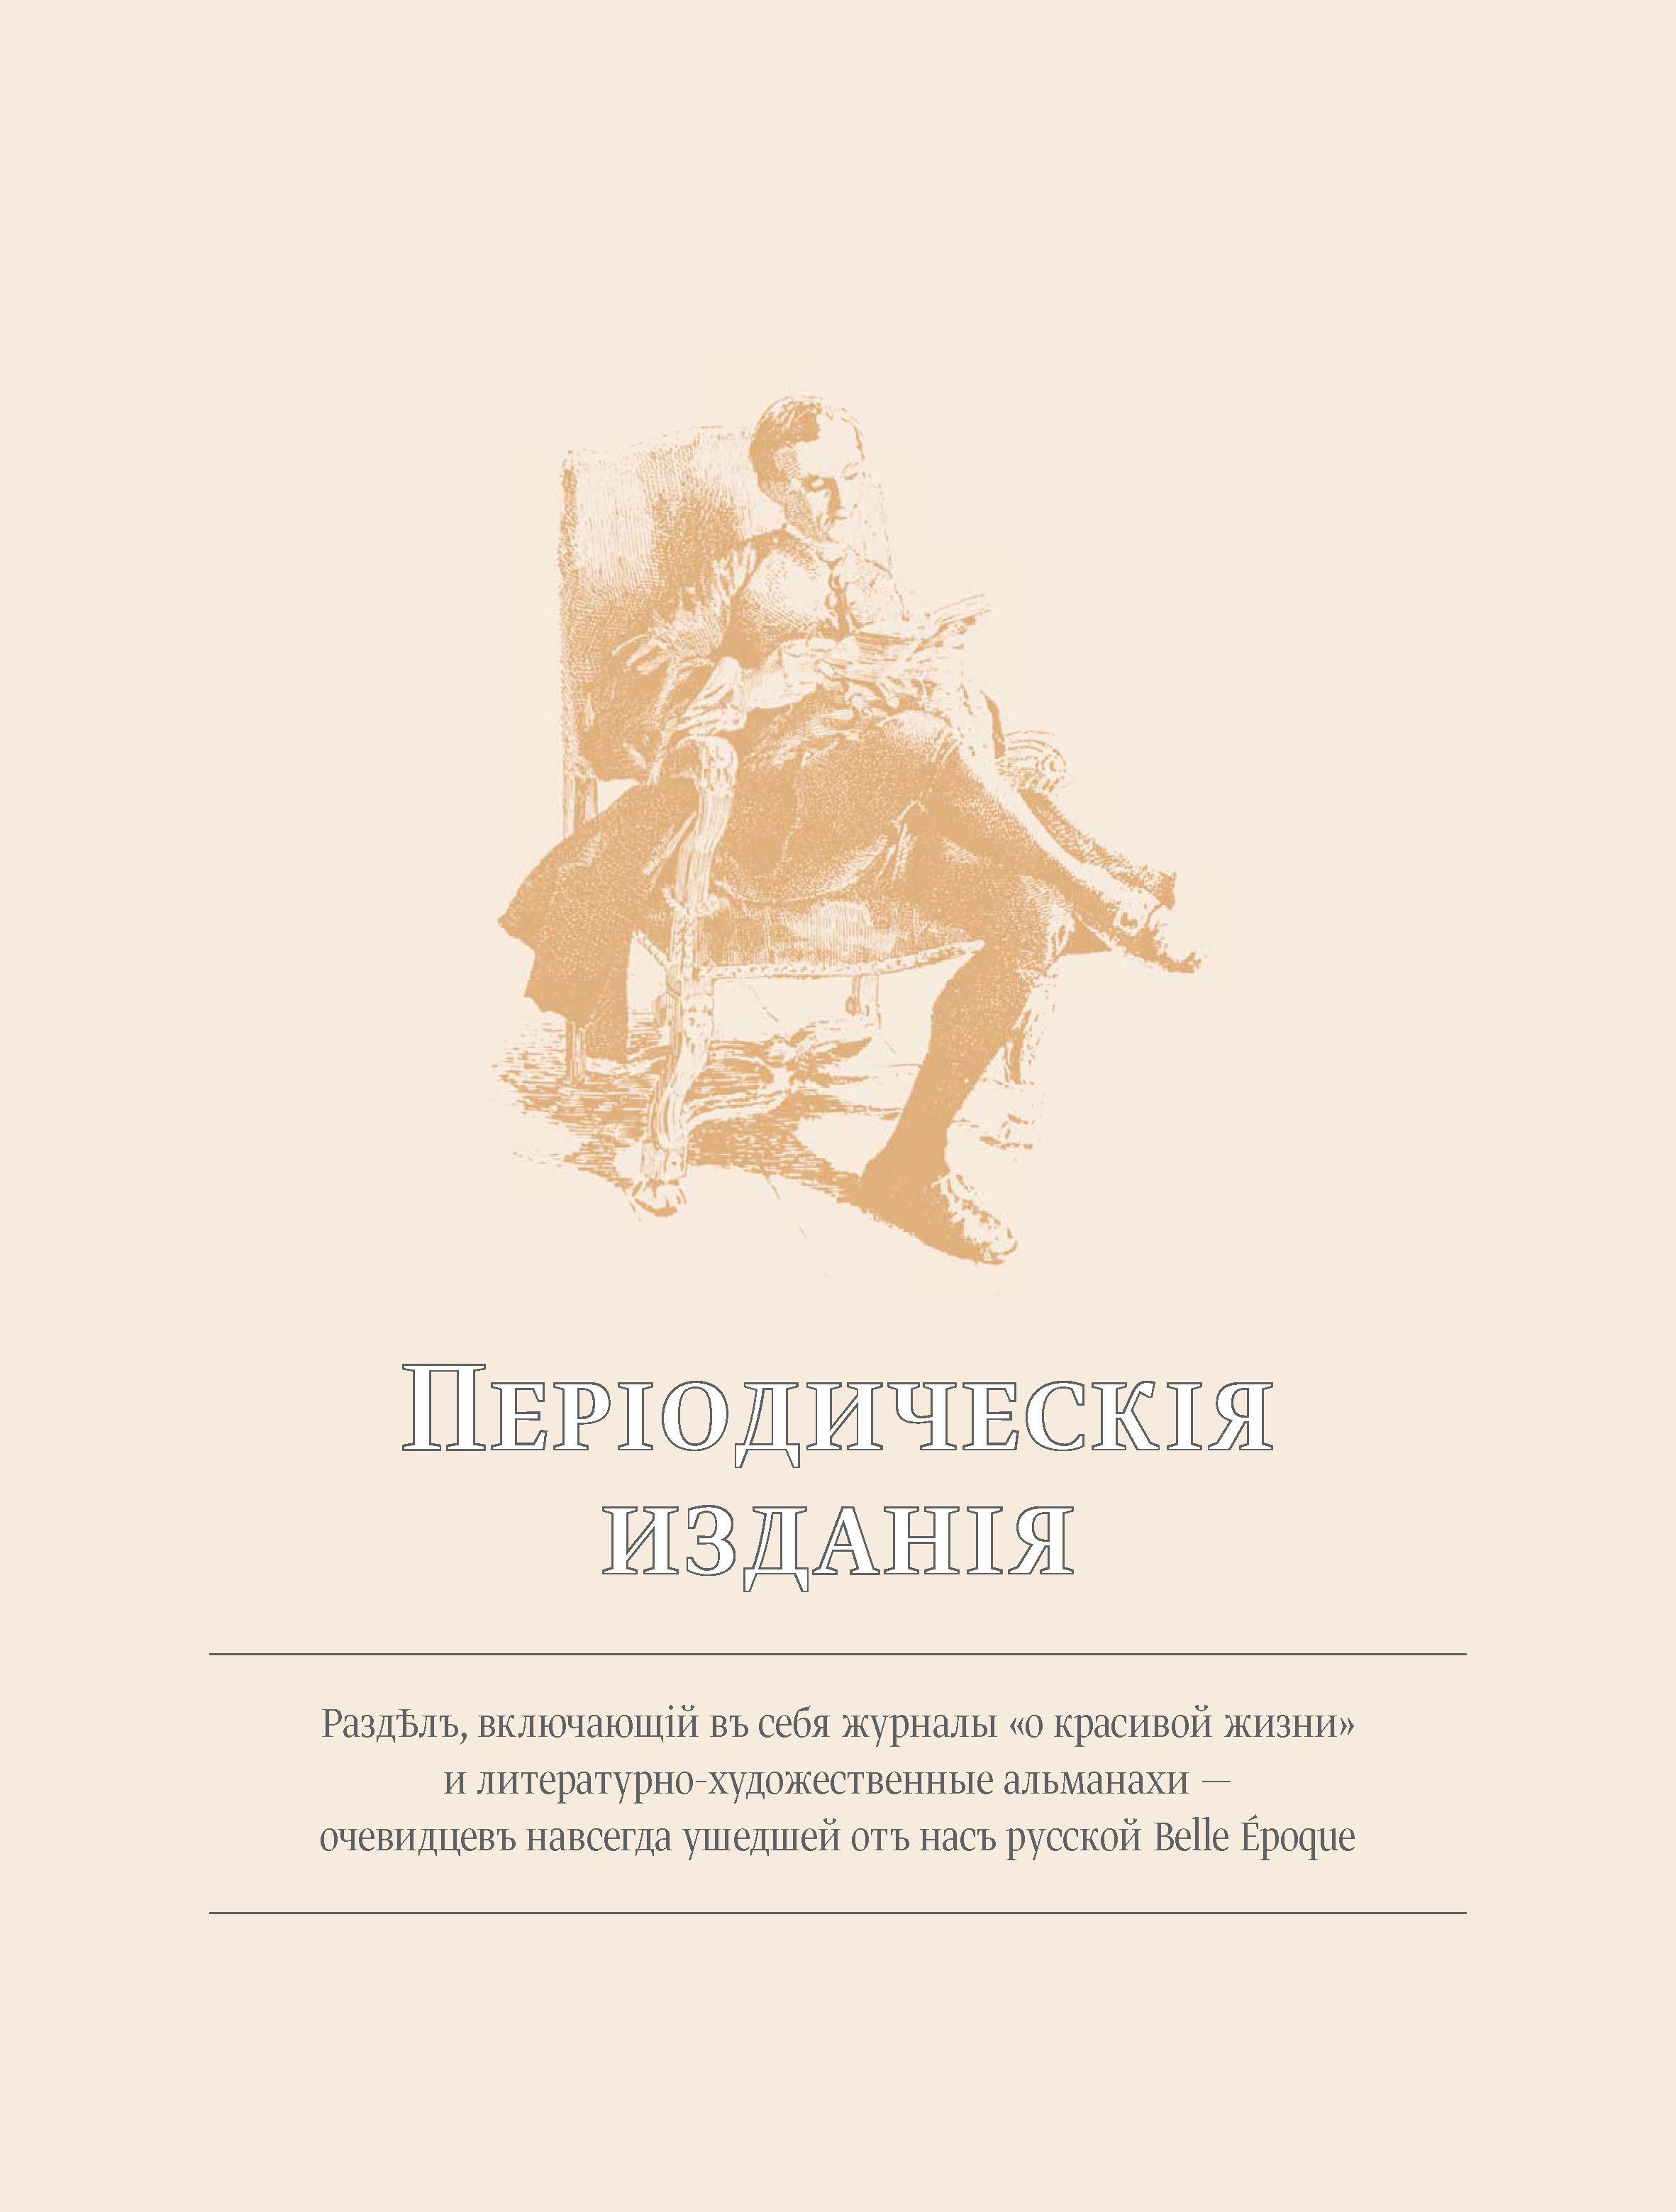 Періодическія
изданія
Раздѣлъ, включающій въ себя журналы «о красивой жизни»
и литературно-художественные альманахи —
очевидцевъ навсегда ушедшей отъ насъ русской Belle Époque